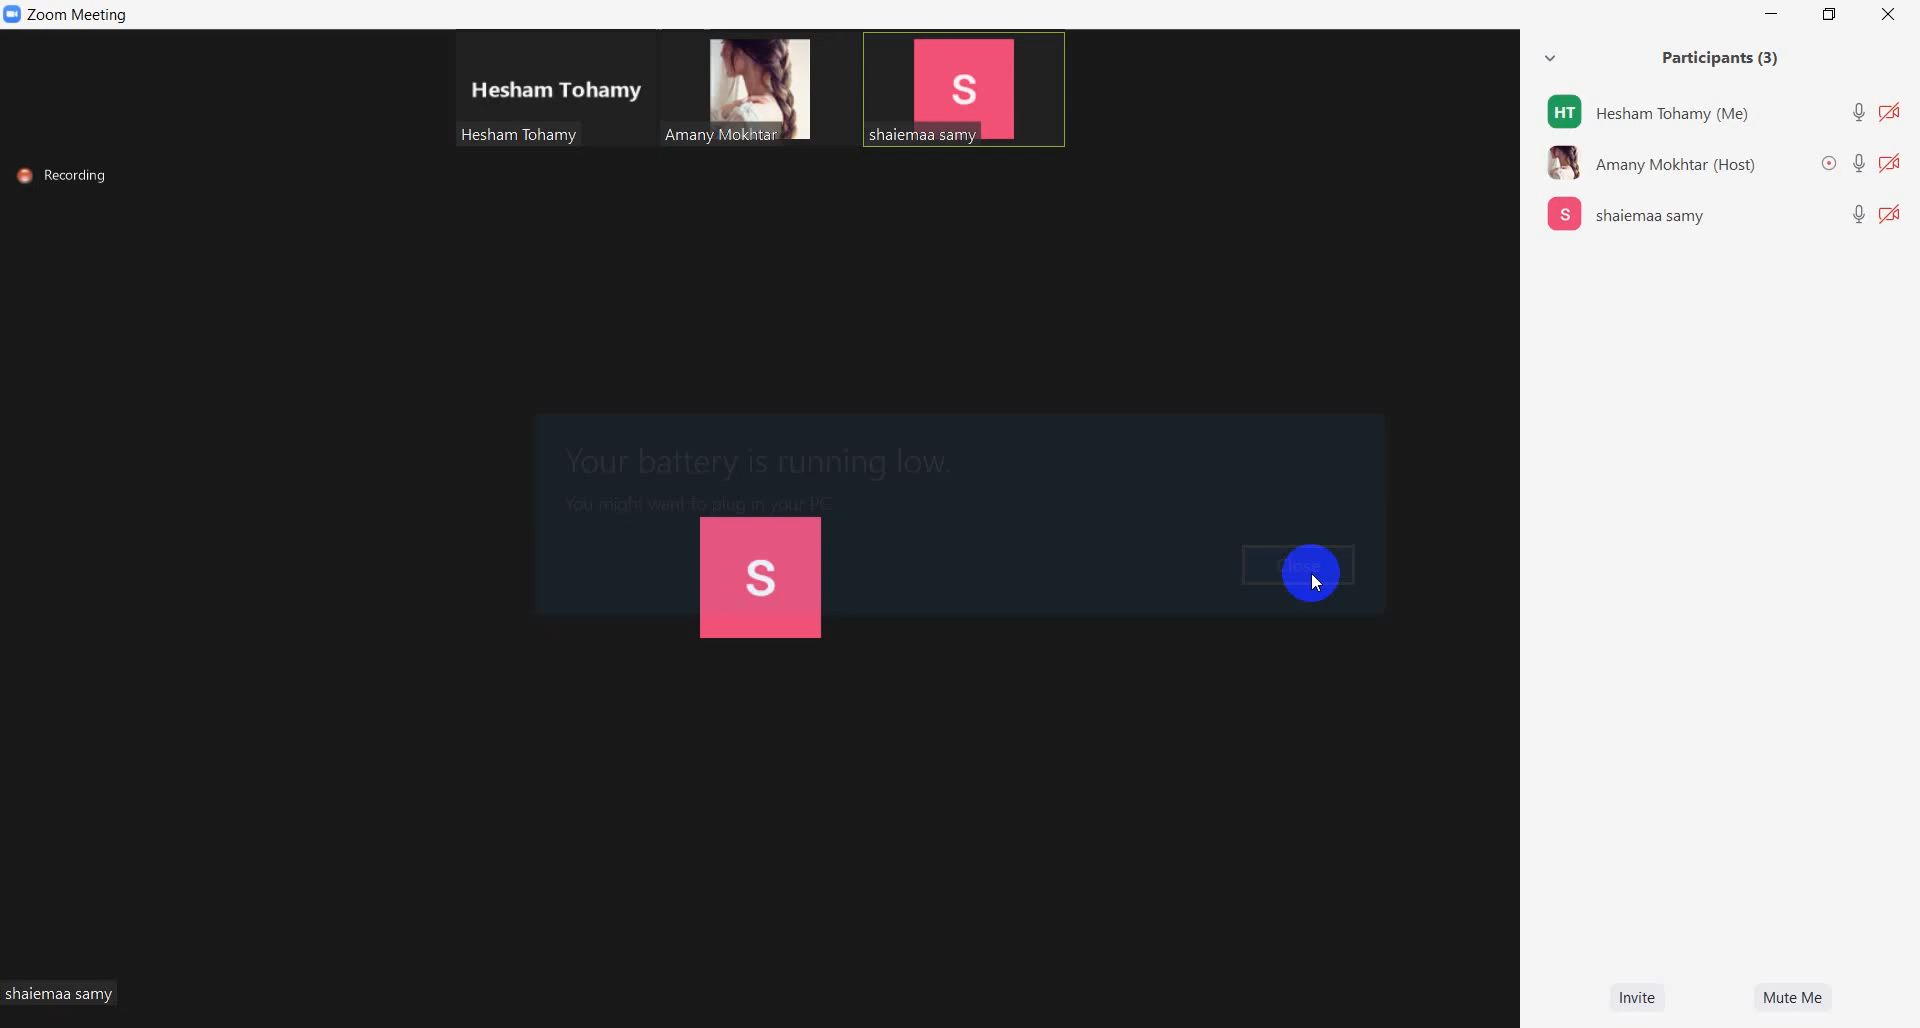 Zoom Meeting
Hesham Tohamy
Hesham Tohamy
Amany Mokhtar
S
shaiemaa samy
Recording
Your battery is running low.
You might want to plug in your PC
Close
S
shaiemaa samy
Participants (3)
HT Hesham Tohamy (Me)
Amany Mokhtar (Host)
S shaiemaa samy
Invite
Mute Me